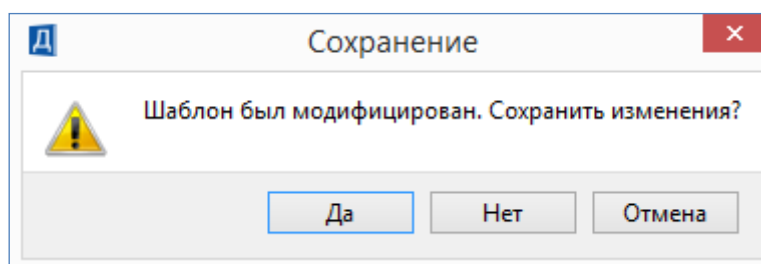 Д
Сохранение
Шаблон был модифицирован. Сохранить изменения?
Да Нет Отмена